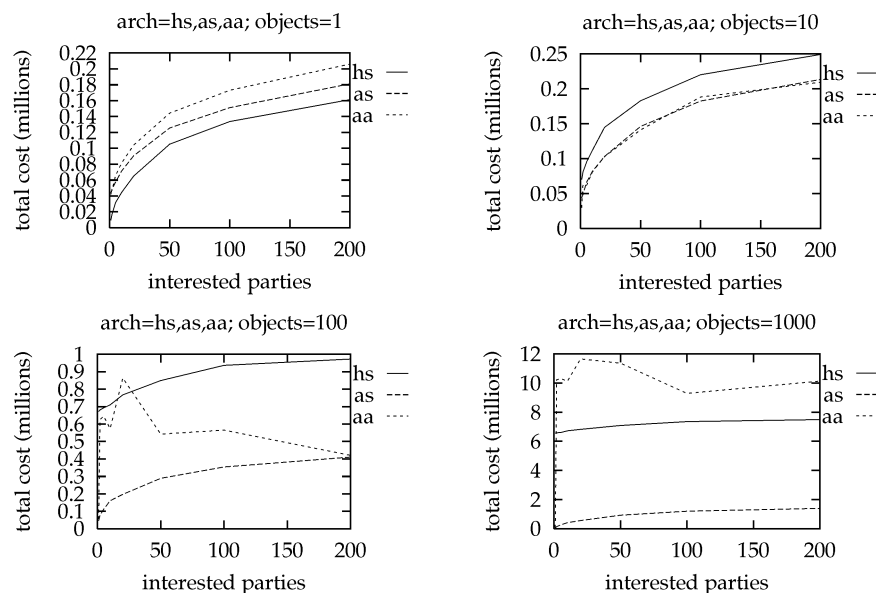 arch=hs,as,aa; objects=1
total cost (millions)
0.22
0.2
0.18
0.16
0.14
0.12
0.1
0.08
0.06
0.04
0.02
0
0 50 100 150 200
interested parties
hs
as
aa
arch=hs,as,aa; objects=10
total cost (millions)
0.25
0.2
0.15
0.1
0.05
0
0 50 100 150 200
interested parties
hs
as
aa
arch=hs,as,aa; objects=100
total cost (millions)
1
0.9
0.8
0.7
0.6
0.5
0.4
0.3
0.2
0.1
0
0 50 100 150 200
interested parties
hs
as
aa
arch=hs,as,aa; objects=1000
total cost (millions)
12
10
8
6
4
2
0
0 50 100 150 200
interested parties
hs
as
aa